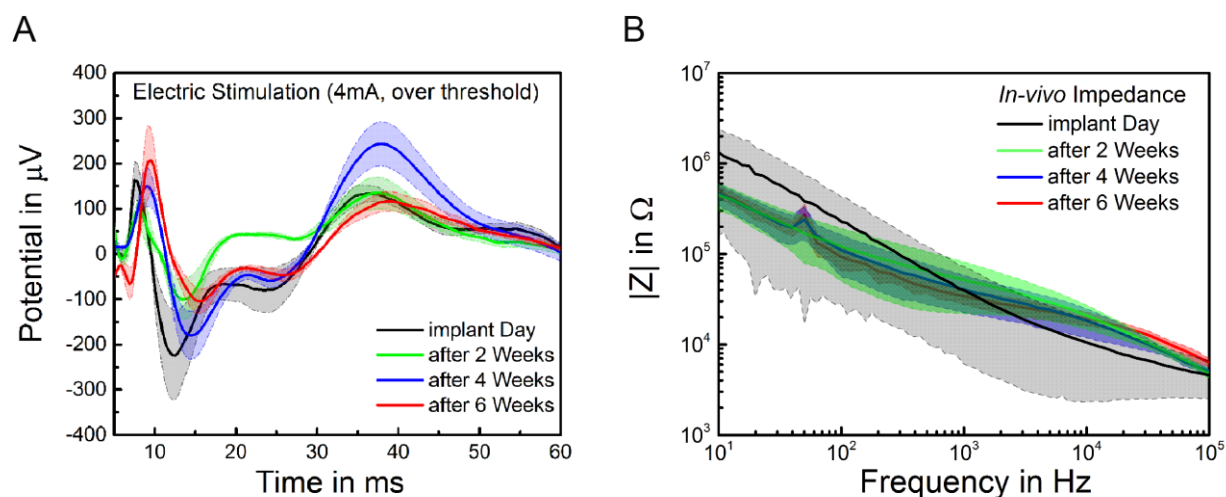 A
Electric Stimulation (4mA, over threshold)
Potential in μV
400
300
200
100
0
-100
-200
-300
-400
implant Day
after 2 Weeks
after 4 Weeks
after 6 Weeks
10 20 30 40 50 60
Time in ms
B
In-vivo Impedance
implant Day
after 2 Weeks
after 4 Weeks
after 6 Weeks
|Z| in Ω
10⁷
10⁶
10⁵
10⁴
10³
10¹ 10² 10³ 10⁴ 10⁵
Frequency in Hz